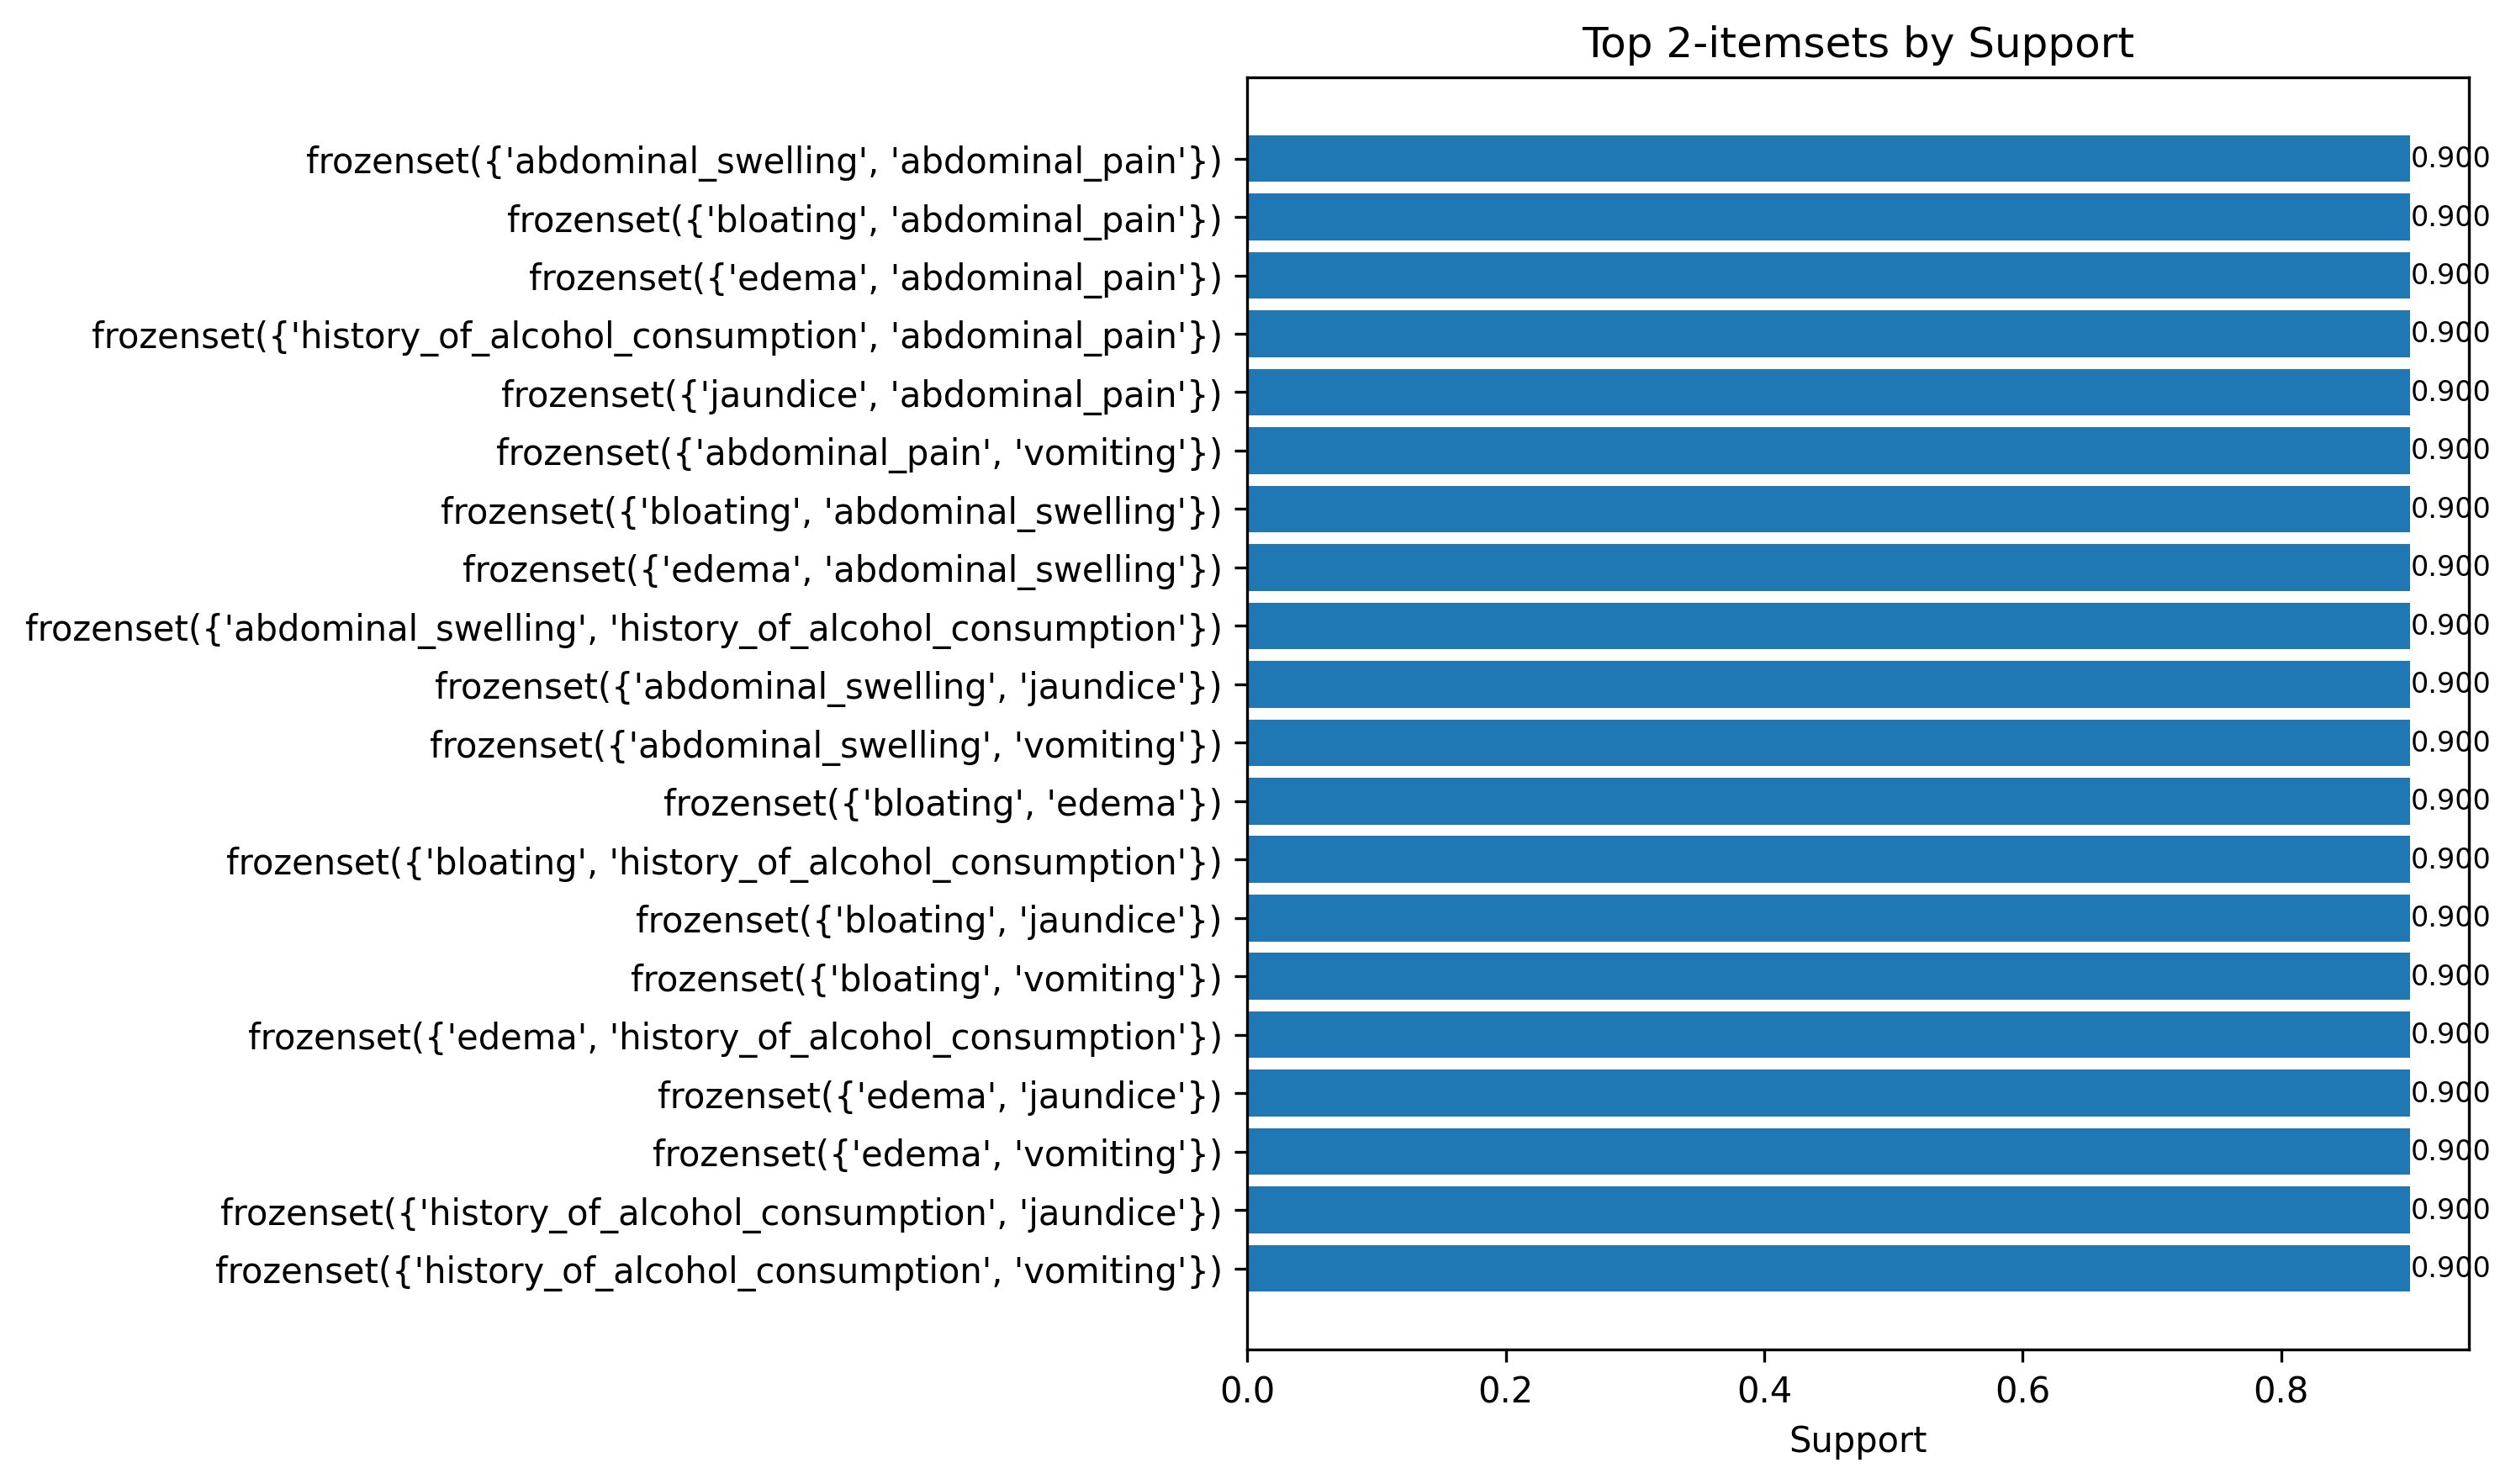 Top 2-itemsets by Support
frozenset({'abdominal_swelling', 'abdominal_pain'})
0.900
frozenset({'bloating', 'abdominal_pain'})
0.900
frozenset({'edema', 'abdominal_pain'})
0.900
frozenset({'history_of_alcohol_consumption', 'abdominal_pain'})
0.900
frozenset({'jaundice', 'abdominal_pain'})
0.900
frozenset({'abdominal_pain', 'vomiting'})
0.900
frozenset({'bloating', 'abdominal_swelling'})
0.900
frozenset({'edema', 'abdominal_swelling'})
0.900
frozenset({'abdominal_swelling', 'history_of_alcohol_consumption'})
0.900
frozenset({'abdominal_swelling', 'jaundice'})
0.900
frozenset({'abdominal_swelling', 'vomiting'})
0.900
frozenset({'bloating', 'edema'})
0.900
frozenset({'bloating', 'history_of_alcohol_consumption'})
0.900
frozenset({'bloating', 'jaundice'})
0.900
frozenset({'bloating', 'vomiting'})
0.900
frozenset({'edema', 'history_of_alcohol_consumption'})
0.900
frozenset({'edema', 'jaundice'})
0.900
frozenset({'edema', 'vomiting'})
0.900
frozenset({'history_of_alcohol_consumption', 'jaundice'})
0.900
frozenset({'history_of_alcohol_consumption', 'vomiting'})
0.900
0.0 0.2 0.4 0.6 0.8
Support